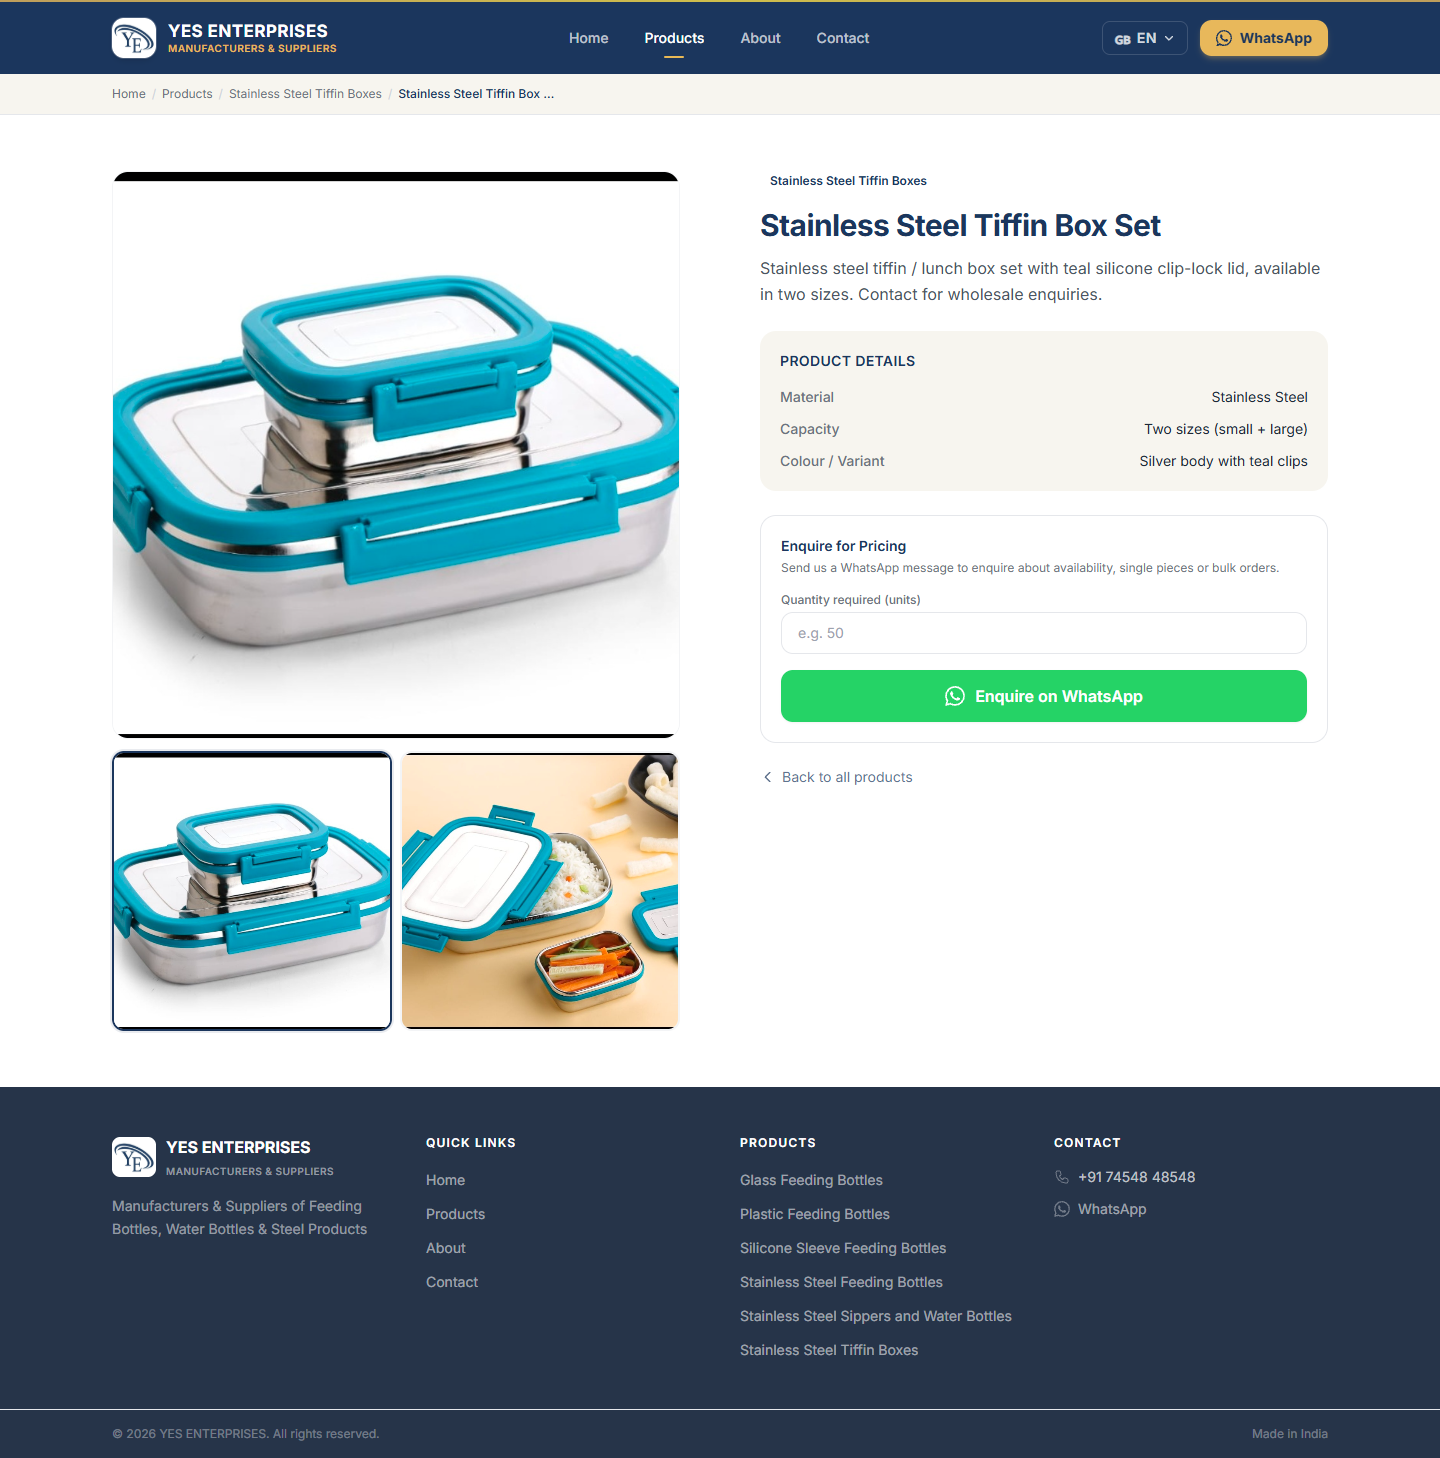 YES ENTERPRISES
MANUFACTURERS & SUPPLIERS
Home
Products
About
Contact
GB EN
WhatsApp
Home / Products / Stainless Steel Tiffin Boxes / Stainless Steel Tiffin Box ...
Stainless Steel Tiffin Boxes
Stainless Steel Tiffin Box Set
Stainless steel tiffin / lunch box set with teal silicone clip-lock lid, available
in two sizes. Contact for wholesale enquiries.
PRODUCT DETAILS
Material Stainless Steel
Capacity Two sizes (small + large)
Colour / Variant Silver body with teal clips
Enquire for Pricing
Send us a WhatsApp message to enquire about availability, single pieces or bulk orders.
Quantity required (units)
e.g. 50
Enquire on WhatsApp
Back to all products
YE
YES ENTERPRISES
MANUFACTURERS & SUPPLIERS
Manufacturers & Suppliers of Feeding
Bottles, Water Bottles & Steel Products
QUICK LINKS
Home
Products
About
Contact
PRODUCTS
Glass Feeding Bottles
Plastic Feeding Bottles
Silicone Sleeve Feeding Bottles
Stainless Steel Feeding Bottles
Stainless Steel Sippers and Water Bottles
Stainless Steel Tiffin Boxes
CONTACT
+91 74548 48548
WhatsApp
© 2026 YES ENTERPRISES. All rights reserved.
Made in India